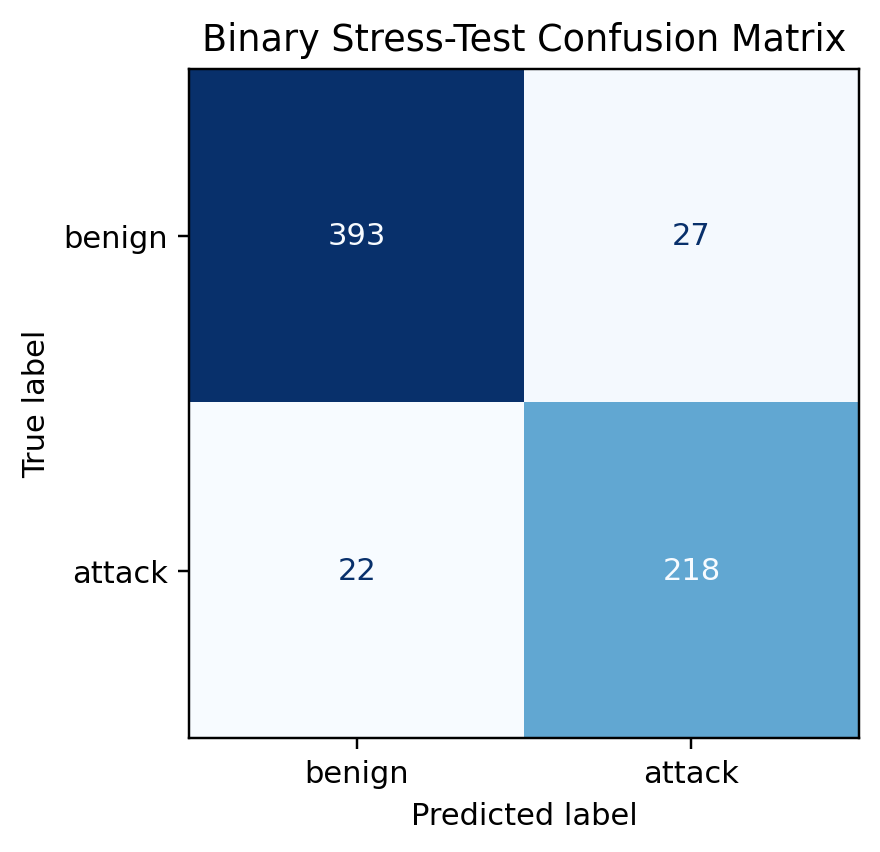 Binary Stress-Test Confusion Matrix
True label
benign
393
27
attack
22
218
benign
attack
Predicted label